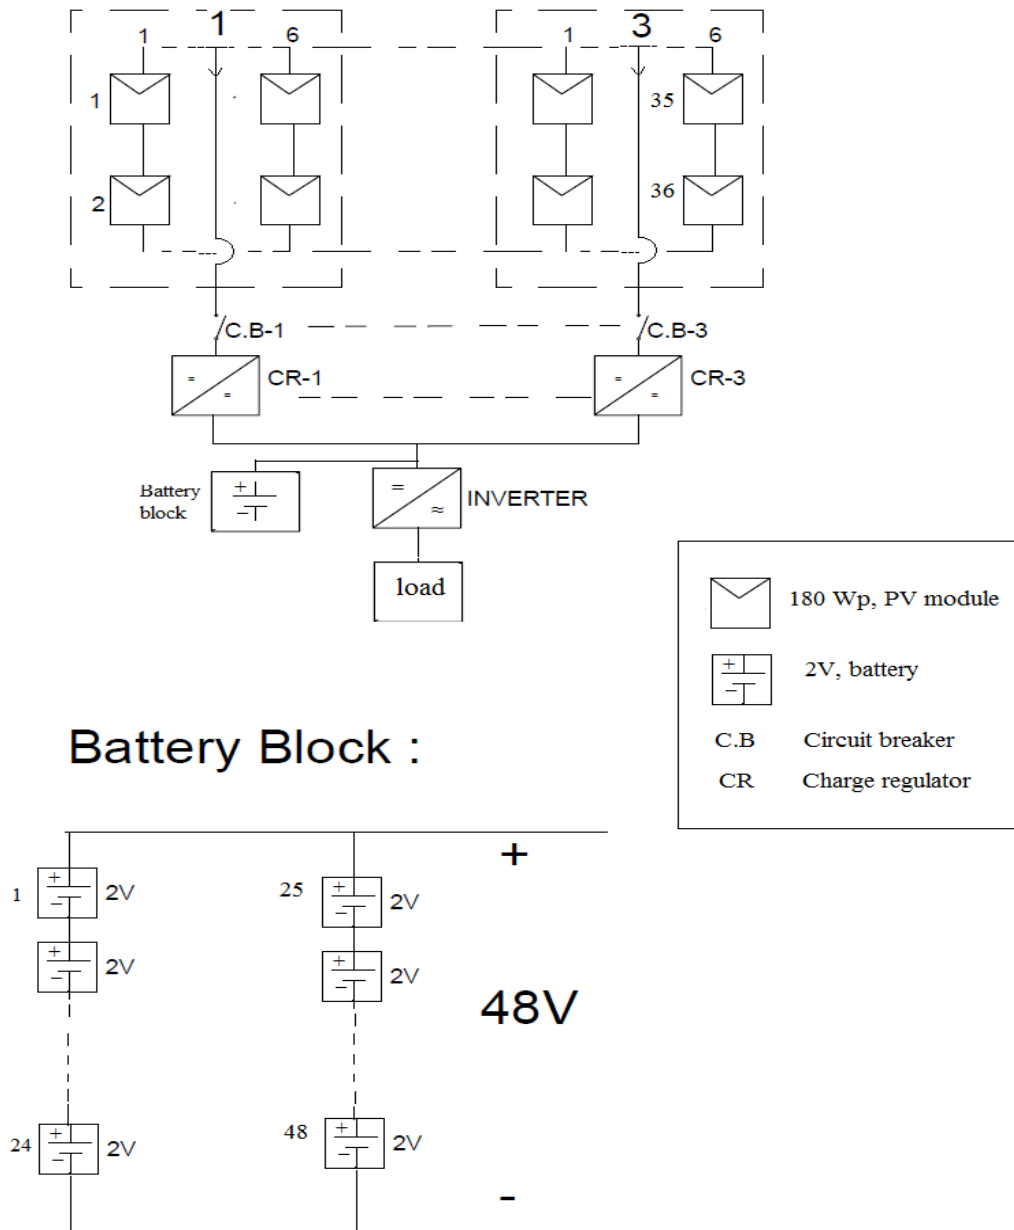 1 1 6 1 3 6
1 35
2 36
C.B-1 C.B-3
CR-1 CR-3
= = = =
Battery
block
+
−
=
≈
INVERTER
load
180 Wp, PV module
+
−
2V, battery
C.B Circuit breaker
CR Charge regulator
Battery Block :
+
1 + − 2V 25 + − 2V
+ − 2V + − 2V
48V
24 + − 2V 48 + − 2V
-